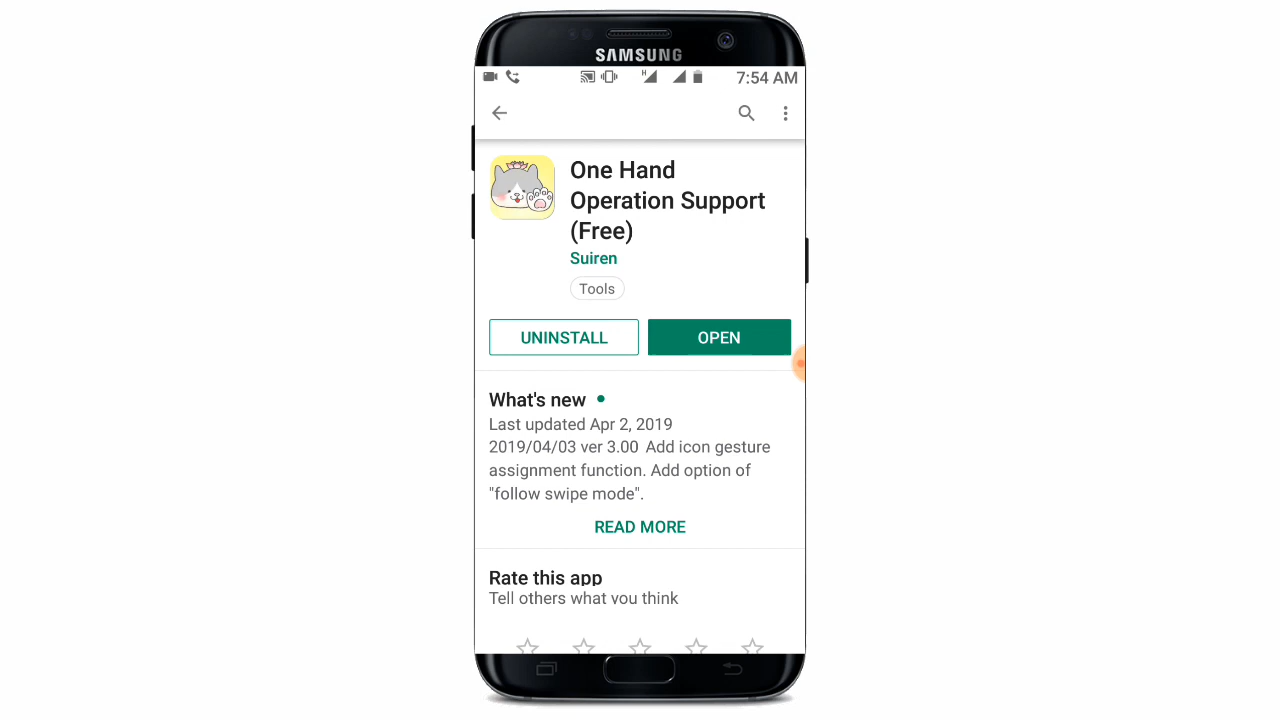 SAMSUNG
H 7:54 AM
One Hand
Operation Support
(Free)
Suiren
Tools
UNINSTALL OPEN
What's new
Last updated Apr 2, 2019
2019/04/03 ver 3.00 Add icon gesture
assignment function. Add option of
"follow swipe mode".
READ MORE
Rate this app
Tell others what you think